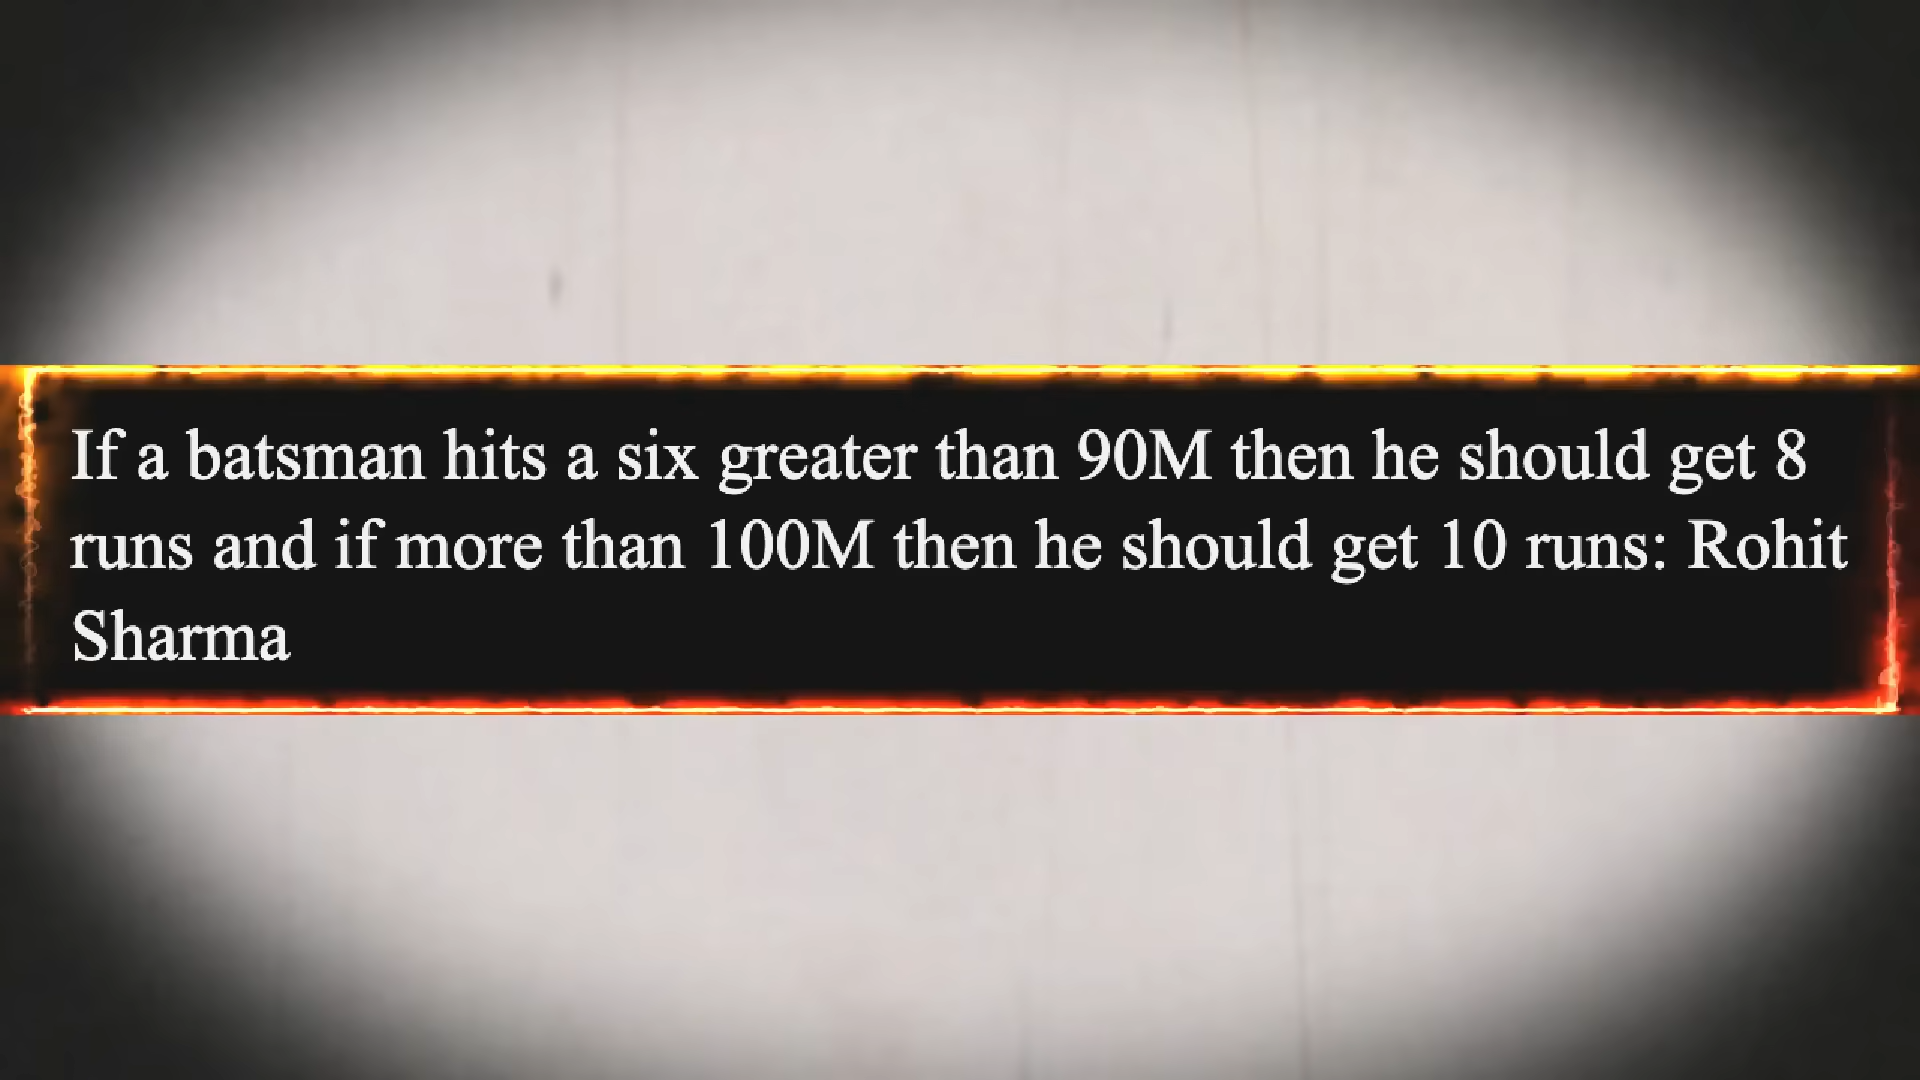 If a batsman hits a six greater than 90M then he should get 8
runs and if more than 100M then he should get 10 runs: Rohit
Sharma